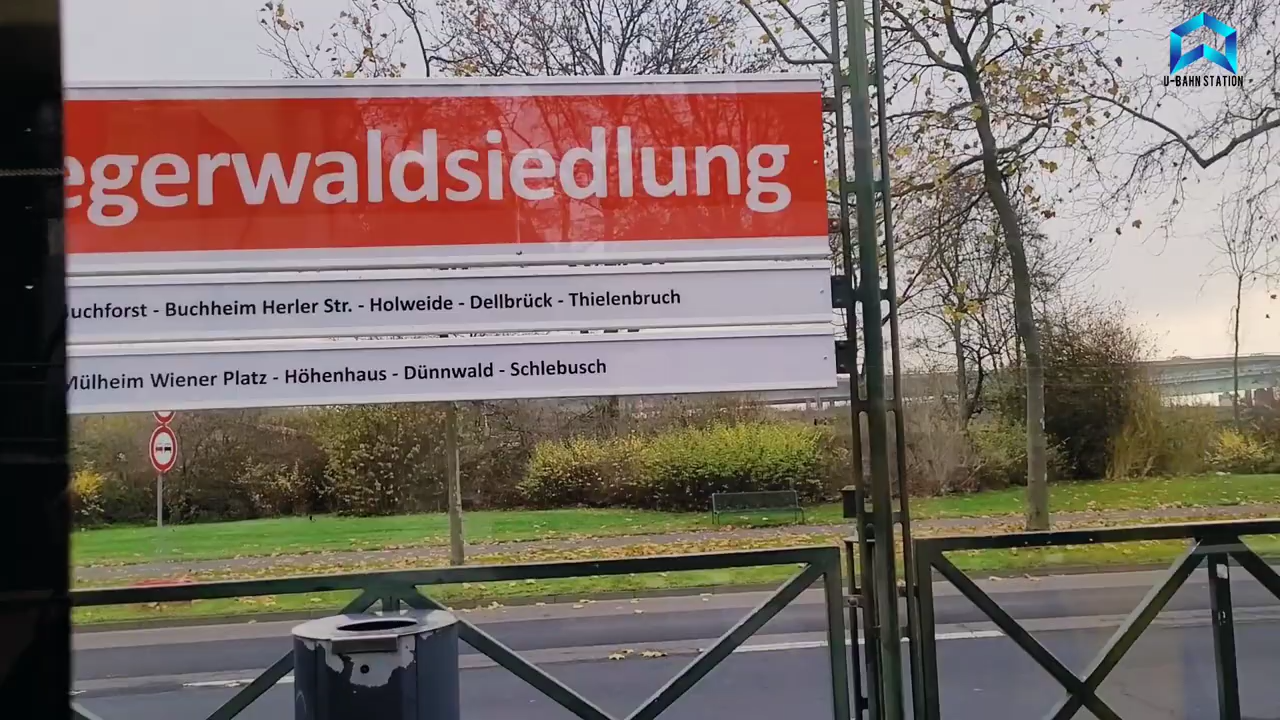 U-BAHN STATION
egerwaldsiedlung
uchforst - Buchheim Herler Str. - Holweide - Dellbrück - Thielenbruch
Mülheim Wiener Platz - Höhenhaus - Dünnwald - Schlebusch